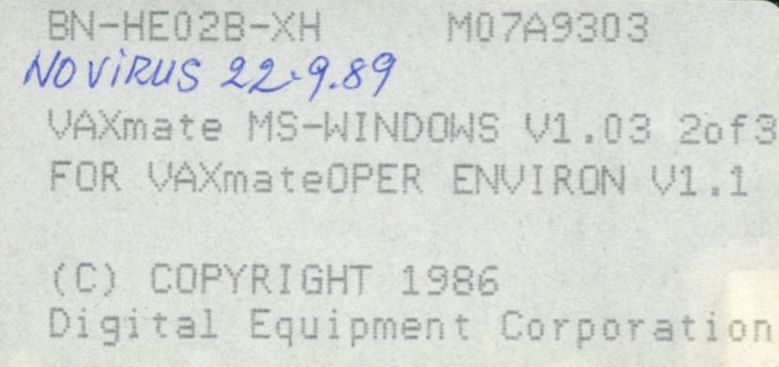 BN-HE02B-XH M07A9303
NO ViRUS 22.9.89
VAXmate MS-WINDOWS V1.03 2of3
FOR VAXmateOPER ENVIRON V1.1
(C) COPYRIGHT 1986
Digital Equipment Corporation